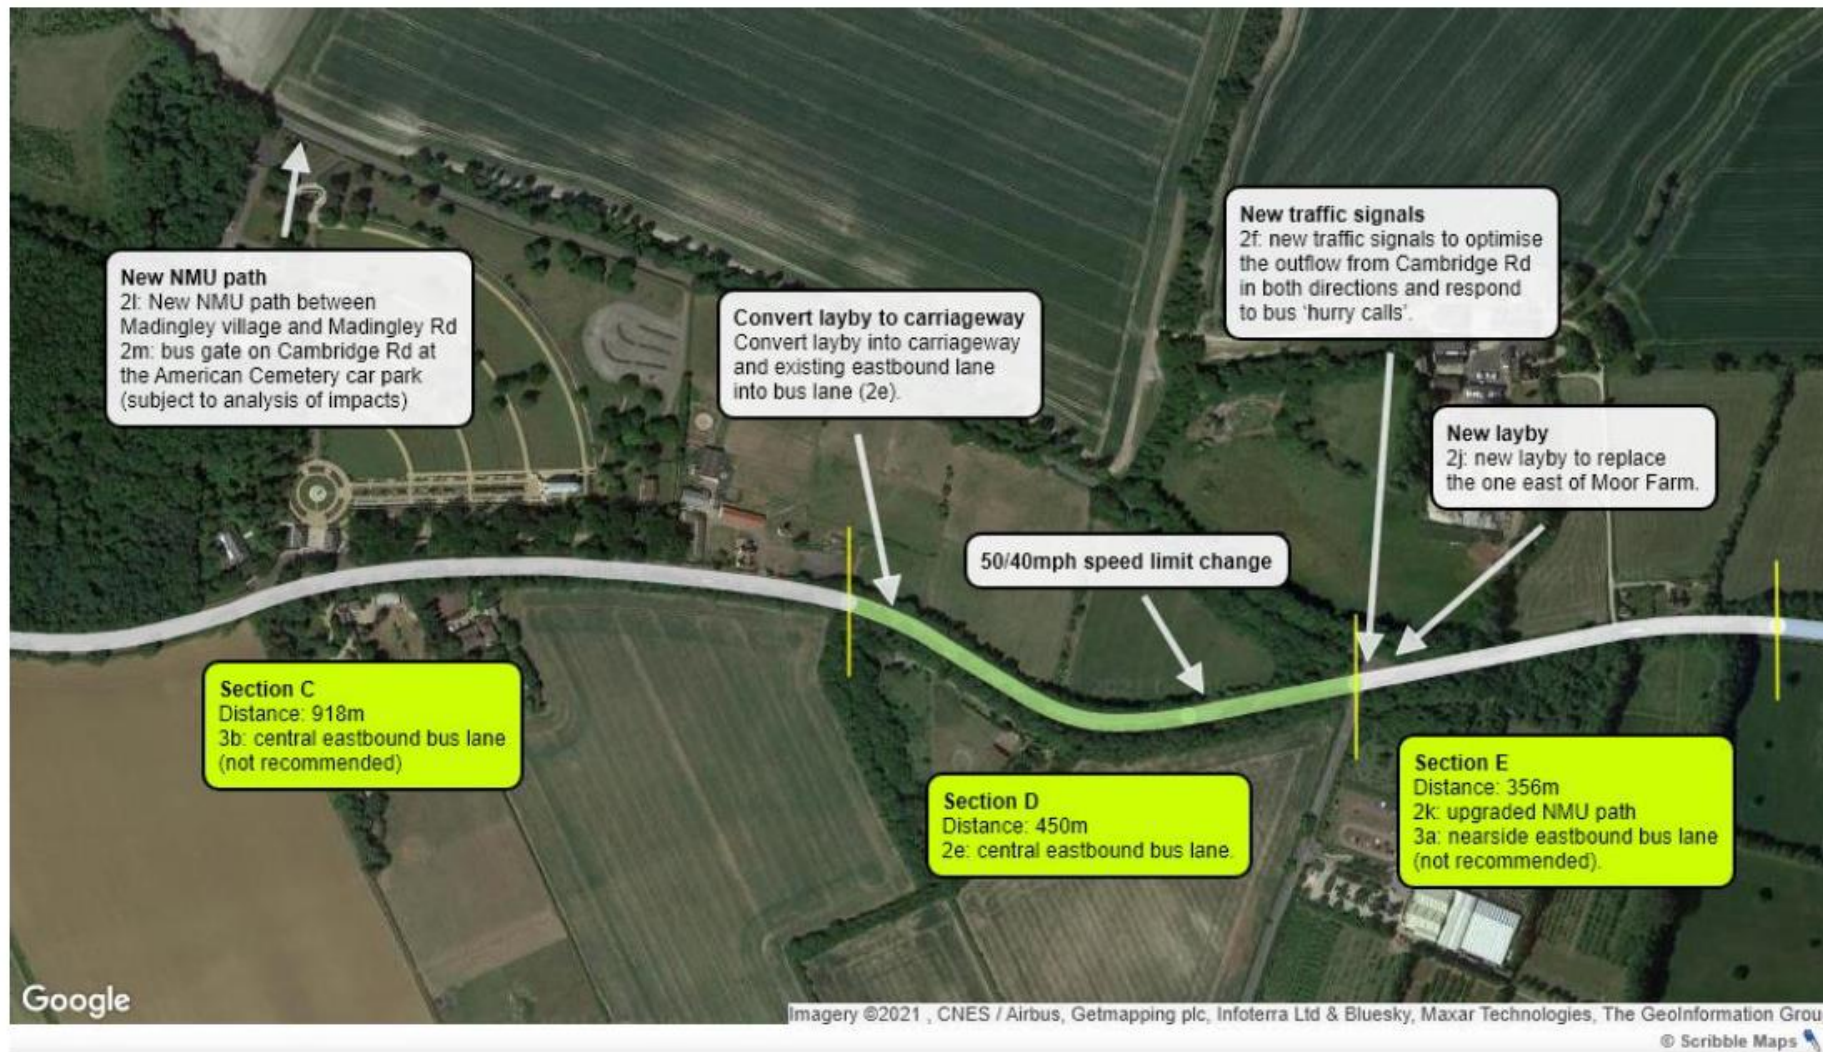 New NMU path
2l: New NMU path between
Madingley village and Madingley Rd
2m: bus gate on Cambridge Rd at
the American Cemetery car park
(subject to analysis of impacts)
Convert layby to carriageway
Convert layby into carriageway
and existing eastbound lane
into bus lane (2e).
New traffic signals
2f: new traffic signals to optimise
the outflow from Cambridge Rd
in both directions and respond
to bus ‘hurry calls’.
New layby
2j: new layby to replace
the one east of Moor Farm.
50/40mph speed limit change
Section C
Distance: 918m
3b: central eastbound bus lane
(not recommended)
Section D
Distance: 450m
2e: central eastbound bus lane.
Section E
Distance: 356m
2k: upgraded NMU path
3a: nearside eastbound bus lane
(not recommended).
Google
Imagery ©2021 , CNES / Airbus, Getmapping plc, Infoterra Ltd & Bluesky, Maxar Technologies, The GeoInformation Grou
© Scribble Maps